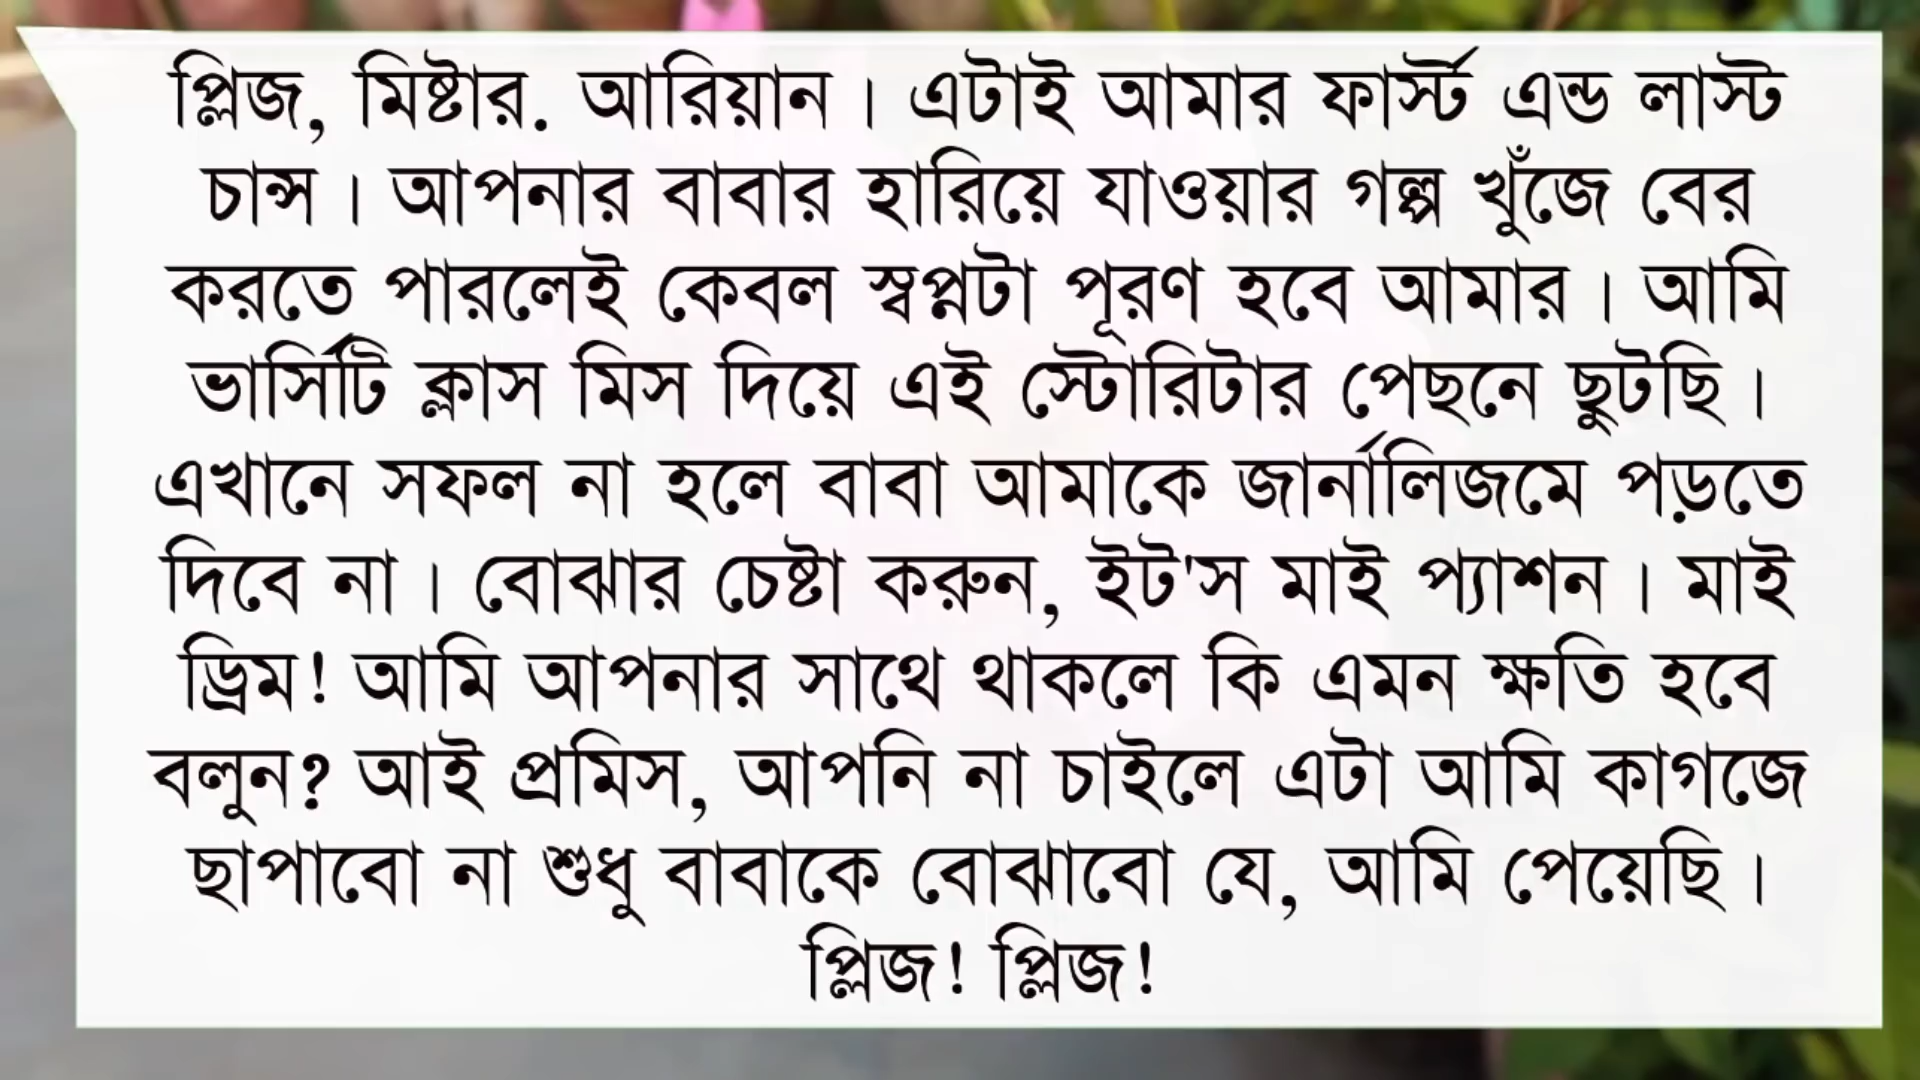 প্লিজ, মিষ্টার. আরিয়ান। এটাই আমার ফার্স্ট এন্ড লাস্ট
চান্স। আপনার বাবার হারিয়ে যাওয়ার গল্প খুঁজে বের
করতে পারলেই কেবল স্বপ্নটা পূরণ হবে আমার। আমি
ভার্সিটি ক্লাস মিস দিয়ে এই স্টোরিটার পেছনে ছুটছি।
এখানে সফল না হলে বাবা আমাকে জার্নালিজমে পড়তে
দিবে না। বোঝার চেষ্টা করুন, ইট'স মাই প্যাশন। মাই
ড্রিম! আমি আপনার সাথে থাকলে কি এমন ক্ষতি হবে
বলুন? আই প্রমিস, আপনি না চাইলে এটা আমি কাগজে
ছাপাবো না শুধু বাবাকে বোঝাবো যে, আমি পেয়েছি।
প্লিজ! প্লিজ!